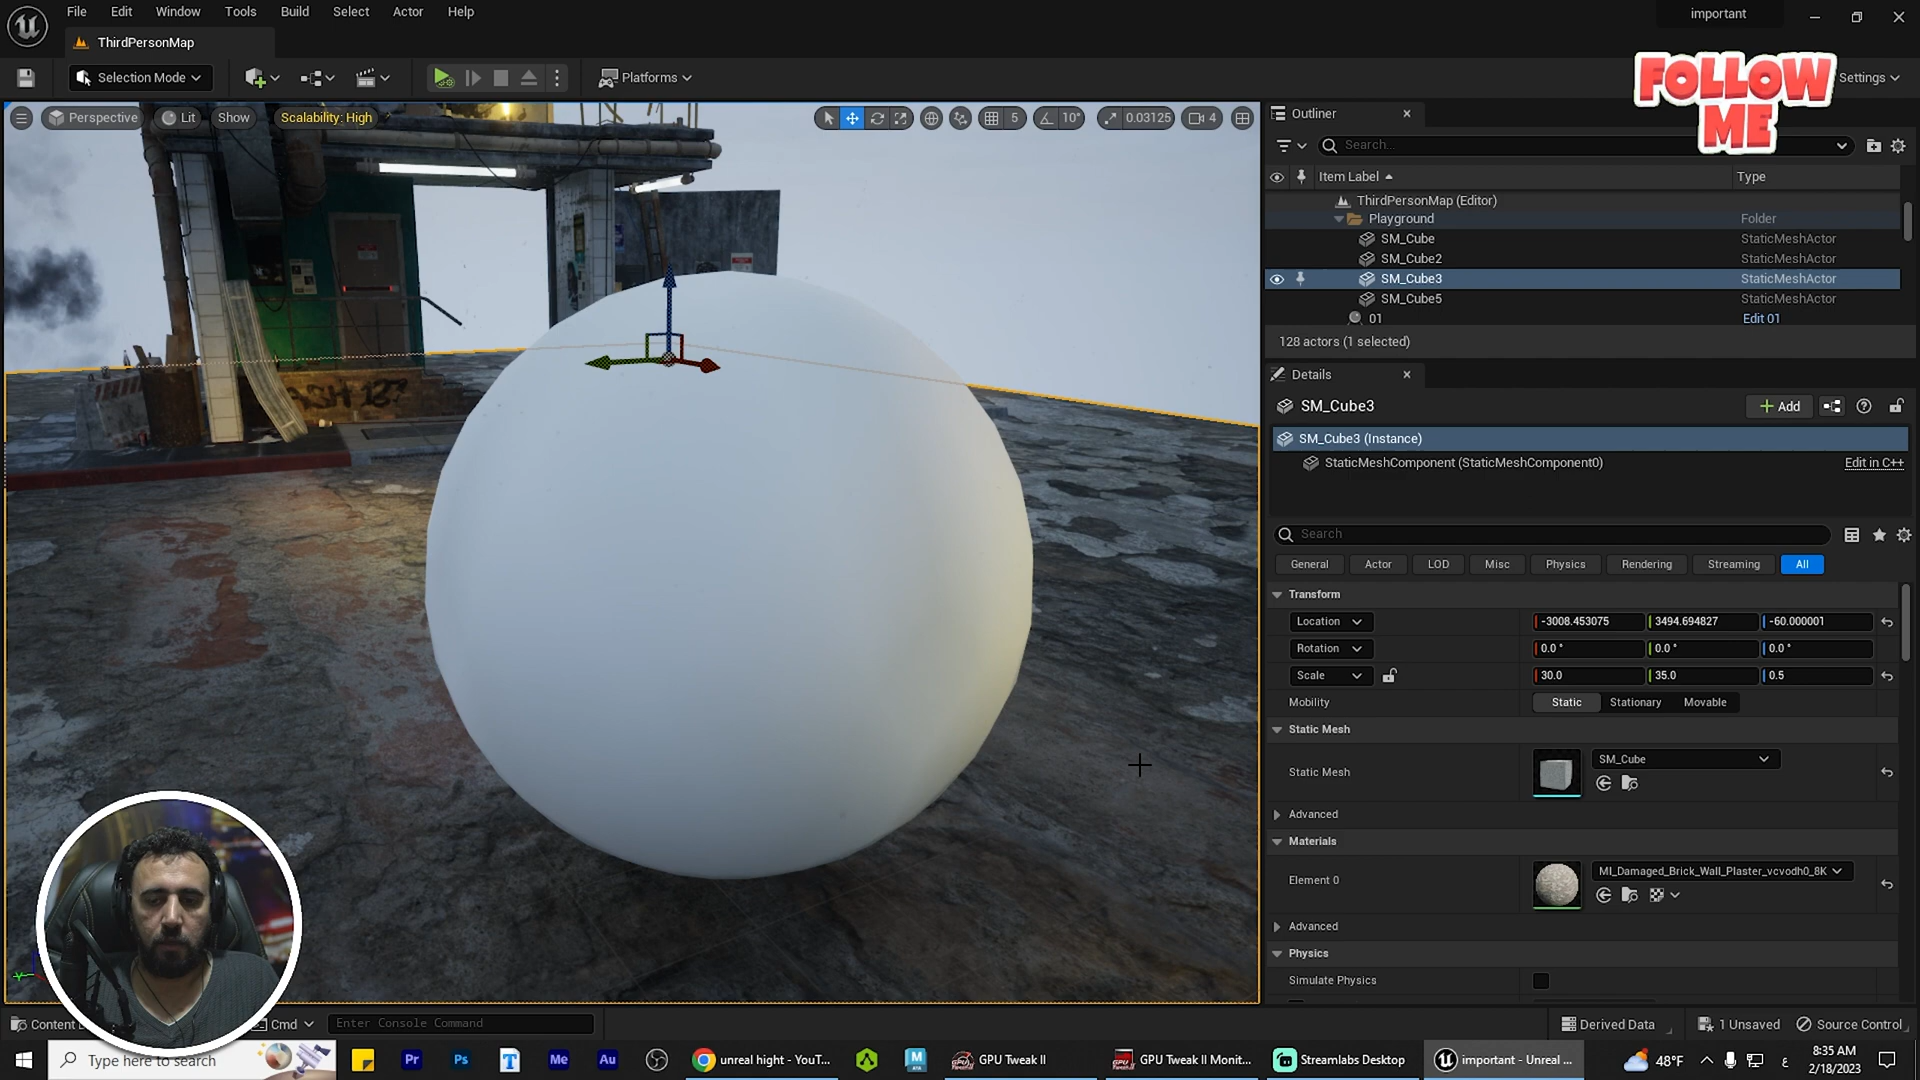 File Edit Window Tools Build Select Actor Help
important
ThirdPersonMap
Selection Mode
Platforms
Settings
FOLLOW
ME
Perspective
Lit
Show
Scalability: High
5
10°
0.03125
4
Outliner
Search...
Item Label
Type
ThirdPersonMap (Editor)
Playground
Folder
SM_Cube
StaticMeshActor
SM_Cube2
StaticMeshActor
SM_Cube3
StaticMeshActor
SM_Cube5
StaticMeshActor
01
Edit 01
128 actors (1 selected)
Details
SM_Cube3
Add
SM_Cube3 (Instance)
StaticMeshComponent (StaticMeshComponent0)
Edit in C++
Search
General
Actor
LOD
Misc
Physics
Rendering
Streaming
All
Transform
Location
-3008.453075
3494.694827
-60.000001
Rotation
0.0 °
0.0 °
0.0 °
Scale
30.0
35.0
0.5
Mobility
Static
Stationary
Movable
Static Mesh
Static Mesh
SM_Cube
Advanced
Materials
Element 0
MI_Damaged_Brick_Wall_Plaster_vcvodh0_8K
Advanced
Physics
Simulate Physics
Content
Cmd
Enter Console Command
Derived Data
1 Unsaved
Source Control
Type here to search
Pr
Ps
T
Me
Au
unreal hight - YouT...
GPU Tweak II
GPU Tweak II Monit...
Streamlabs Desktop
important - Unreal ...
48°F
ع
8:35 AM
2/18/2023